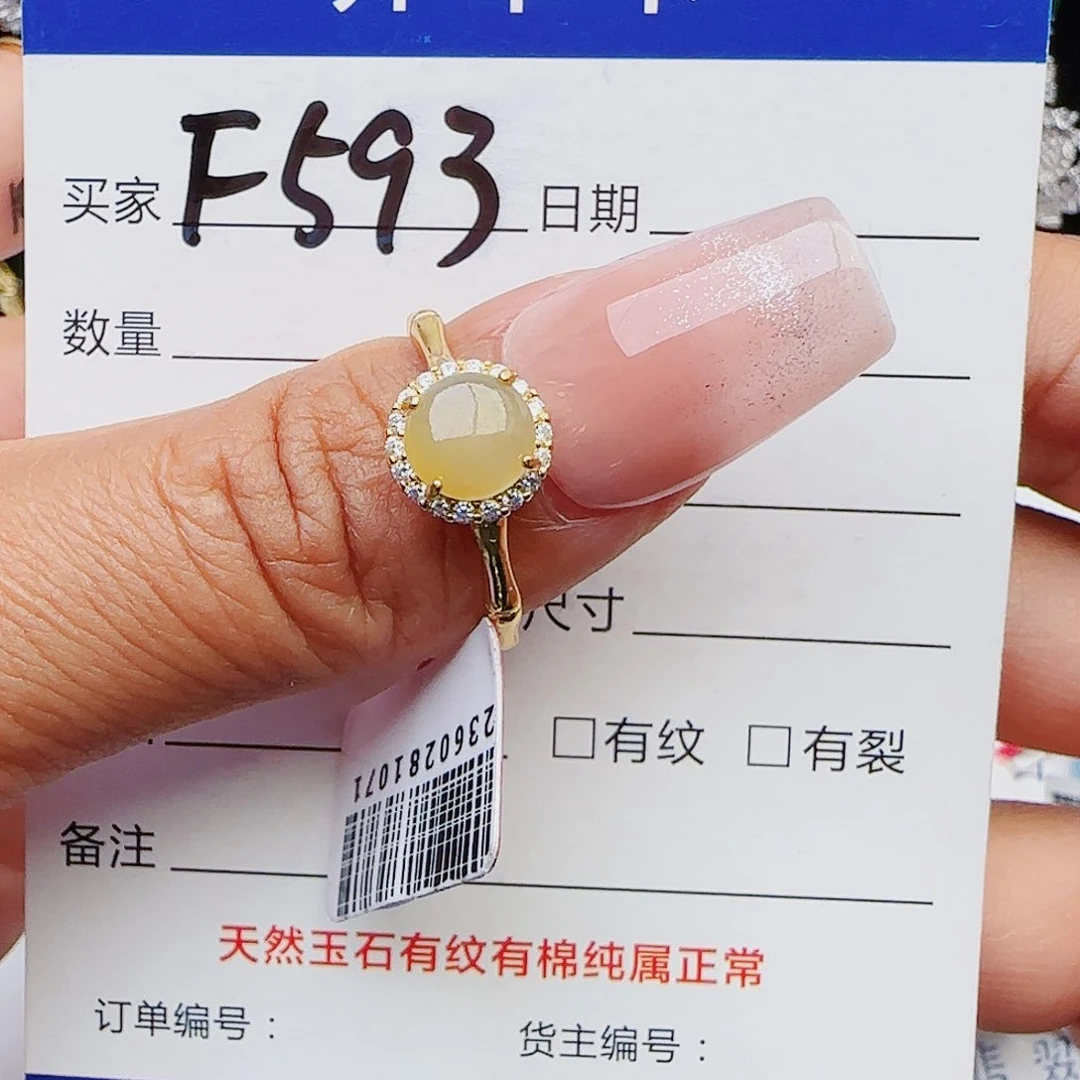 买家 F593 日期
数量
尺寸
□有纹 □有裂
2360281071
备注
天然玉石有纹有棉纯属正常
订单编号：
货主编号：